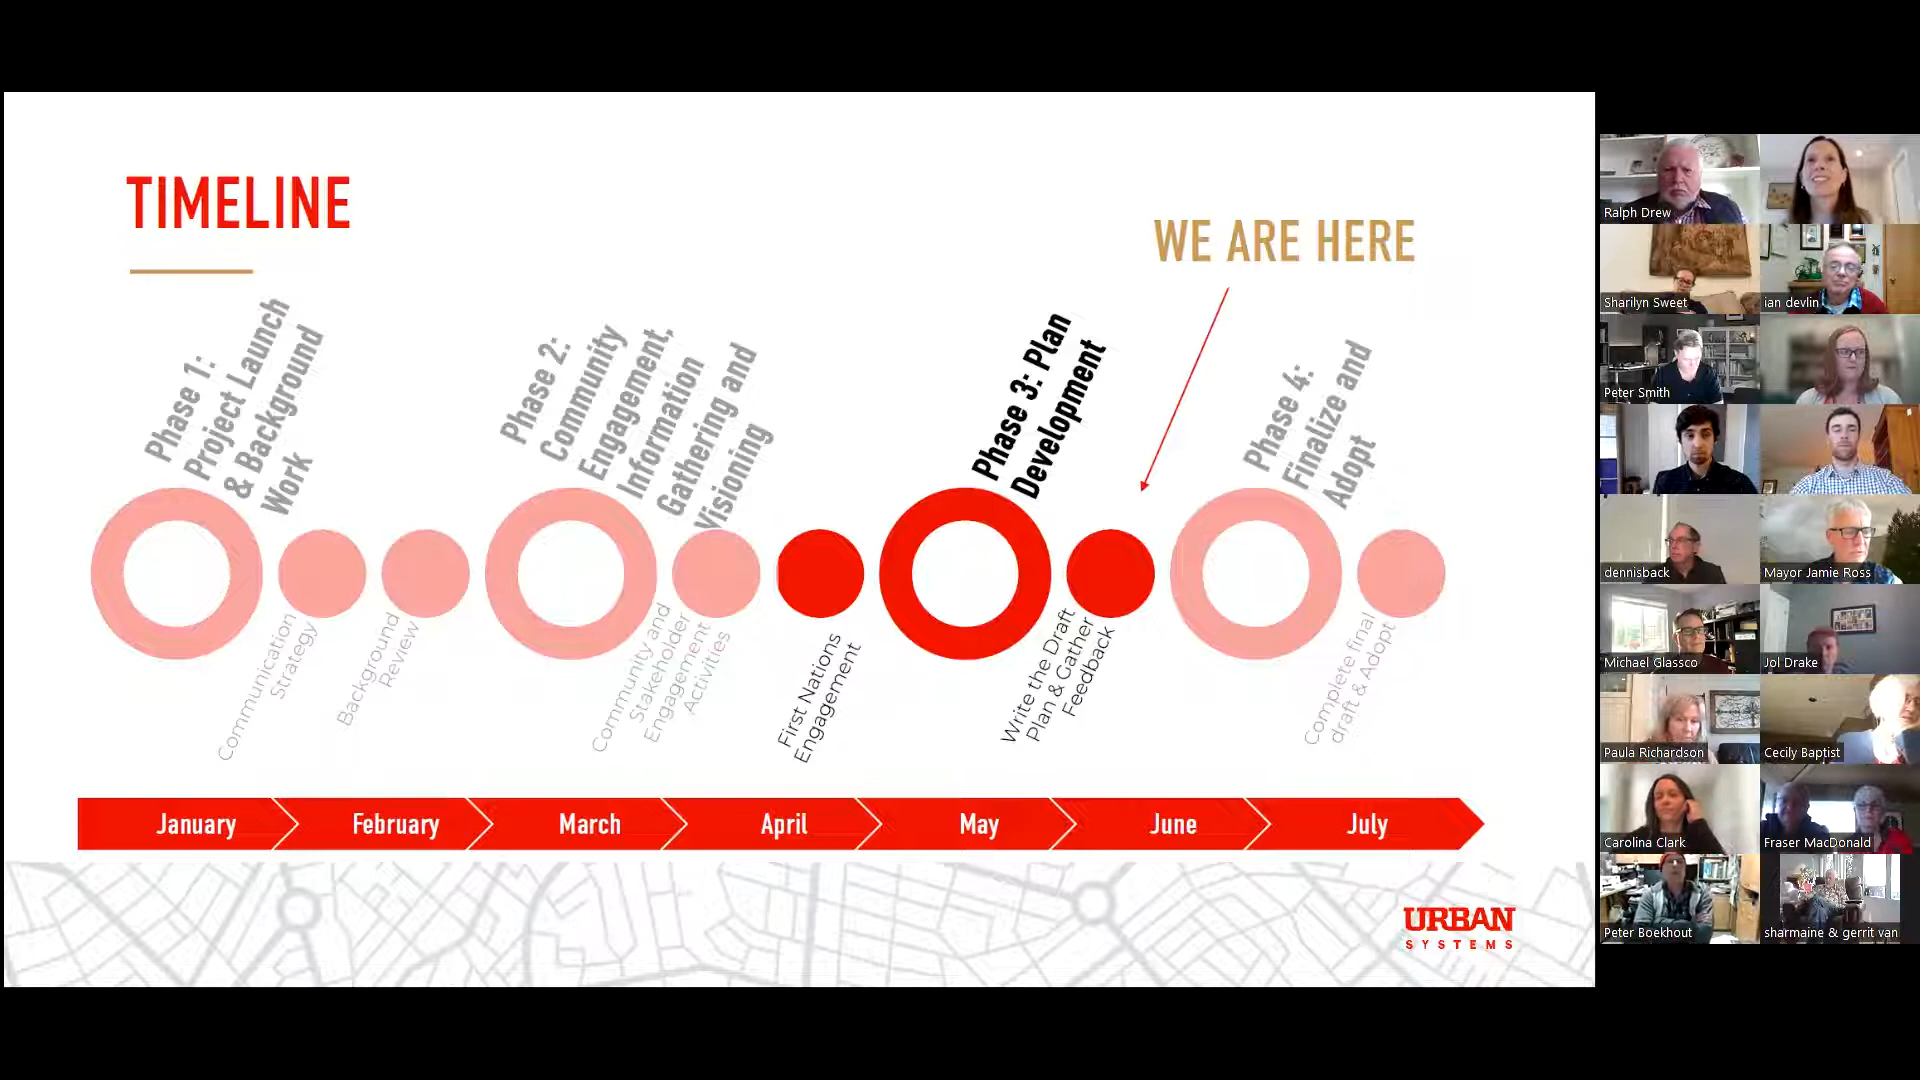 TIMELINE
WE ARE HERE
Phase 1:
Project Launch
& Background
Work
Phase 2:
Community
Engagement,
Information
Gathering and
Visioning
Phase 3: Plan
Development
Phase 4:
Finalize and
Adopt
Communication
Strategy
Background
Review
Community and
Stakeholder
Engagement
Activities
First Nations
Engagement
Write the Draft
Plan & Gather
Feedback
Complete final
draft & Adopt
January
February
March
April
May
June
July
URBAN
SYSTEMS
Ralph Drew
Sharilyn Sweet
ian devlin
Peter Smith
dennisback
Mayor Jamie Ross
Michael Glassco
Jol Drake
Paula Richardson
Cecily Baptist
Carolina Clark
Fraser MacDonald
Peter Boekhout
sharmaine & gerrit van